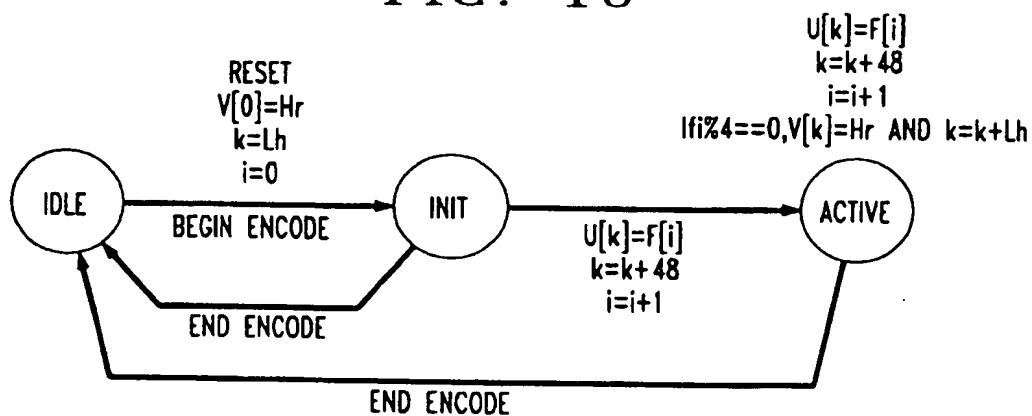 RESET
V[0]=Hr
k=Lh
i=0
IDLE
BEGIN ENCODE
INIT
U[k]=F[i]
k=k+48
i=i+1
U[k]=F[i]
k=k+48
i=i+1
Ifi%4==0,V[k]=Hr AND k=k+Lh
ACTIVE
END ENCODE
END ENCODE